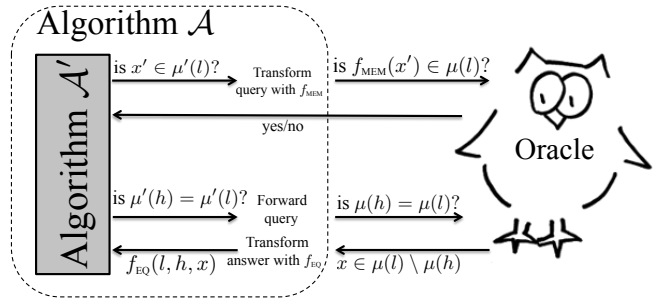 Algorithm 𝒜
Algorithm 𝒜′
is x′ ∈ μ′(l)?
Transform
query with f_MEM
is f_MEM(x′) ∈ μ(l)?
yes/no
Oracle
is μ′(h) = μ′(l)?
Forward
query
is μ(h) = μ(l)?
f_EQ(l, h, x)
Transform
answer with f_EQ
x ∈ μ(l) \ μ(h)